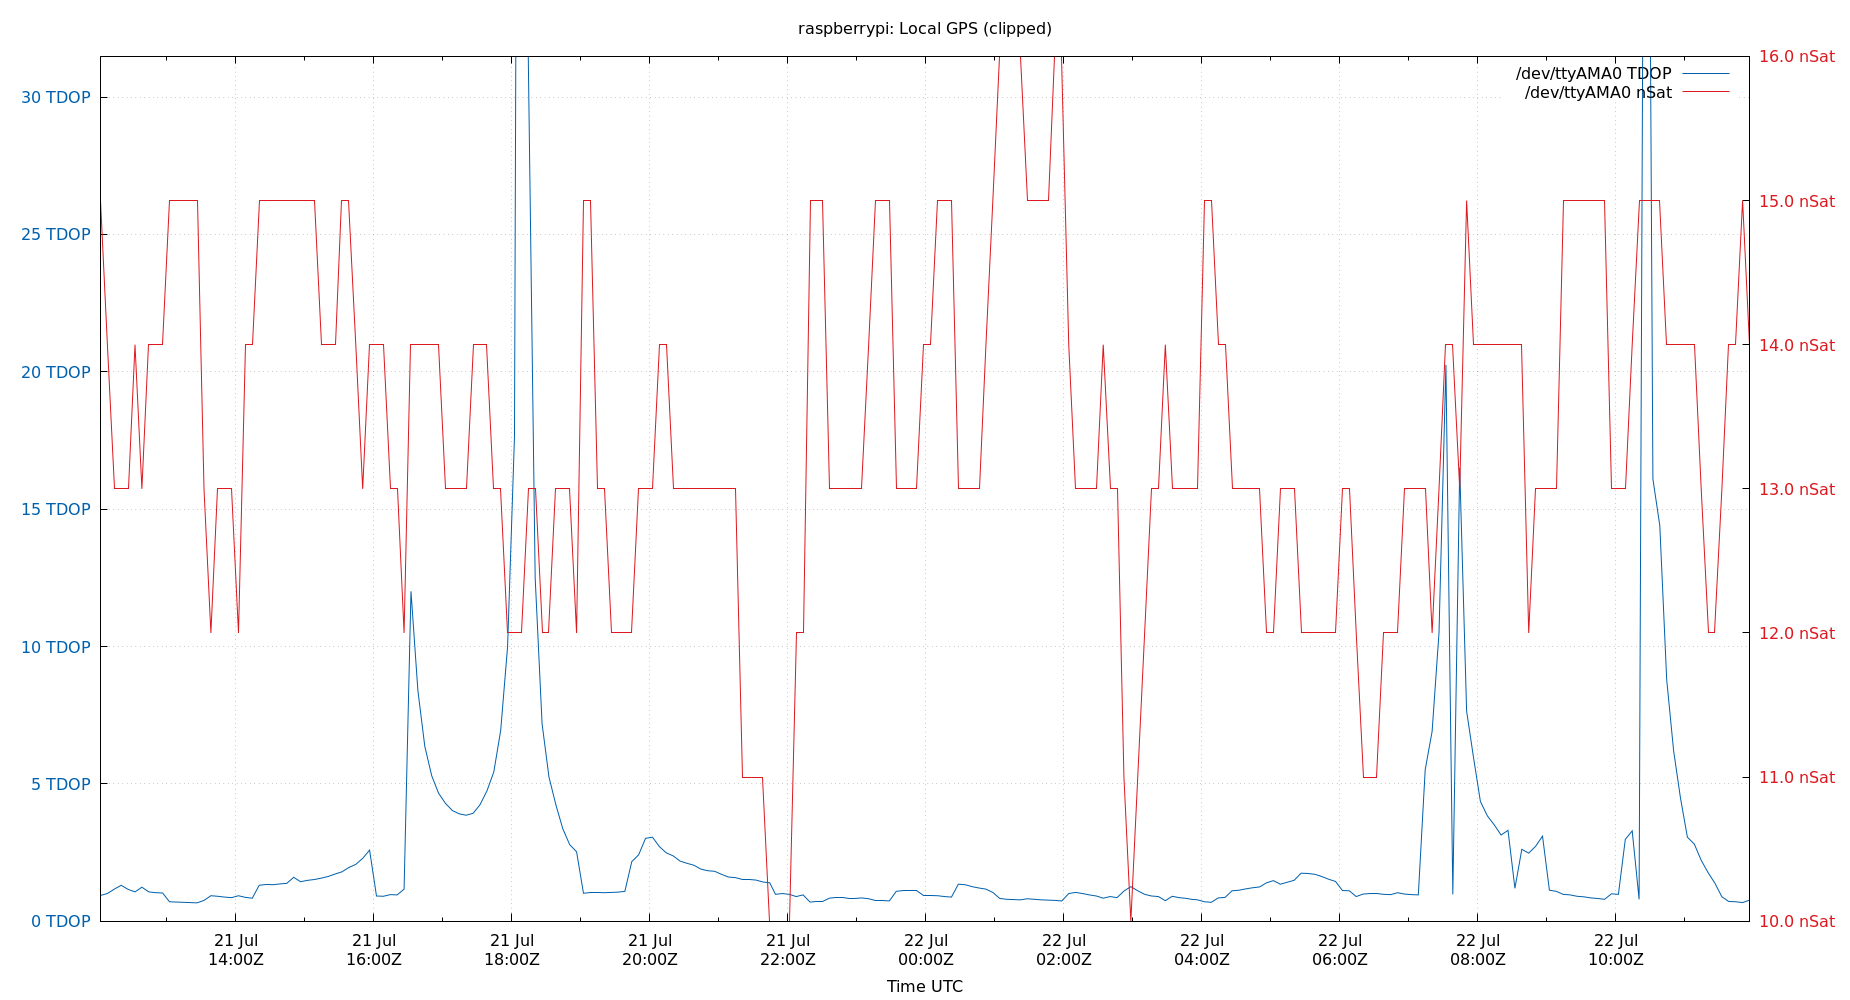 raspberrypi: Local GPS (clipped)
/dev/ttyAMA0 TDOP
/dev/ttyAMA0 nSat
30 TDOP
25 TDOP
20 TDOP
15 TDOP
10 TDOP
5 TDOP
0 TDOP
16.0 nSat
15.0 nSat
14.0 nSat
13.0 nSat
12.0 nSat
11.0 nSat
10.0 nSat
21 Jul
14:00Z
21 Jul
16:00Z
21 Jul
18:00Z
21 Jul
20:00Z
21 Jul
22:00Z
22 Jul
00:00Z
22 Jul
02:00Z
22 Jul
04:00Z
22 Jul
06:00Z
22 Jul
08:00Z
22 Jul
10:00Z
Time UTC